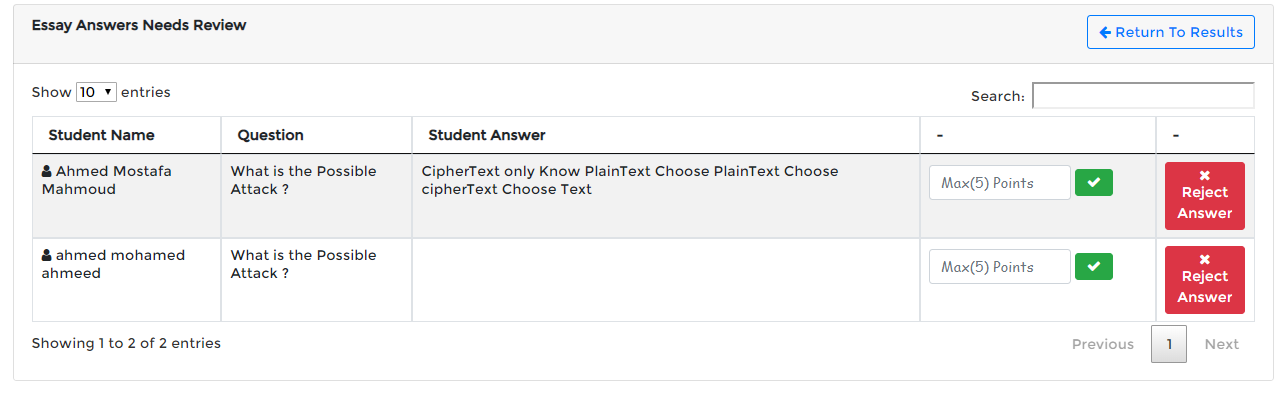 Essay Answers Needs Review
Return To Results
Show 10 entries
Search:
Student Name Question Student Answer - -
Ahmed Mostafa
Mahmoud
What is the Possible
Attack ?
CipherText only Know PlainText Choose PlainText Choose
cipherText Choose Text
Max(5) Points
Reject
Answer
ahmed mohamed
ahmeed
What is the Possible
Attack ?
Max(5) Points
Reject
Answer
Showing 1 to 2 of 2 entries
Previous 1 Next